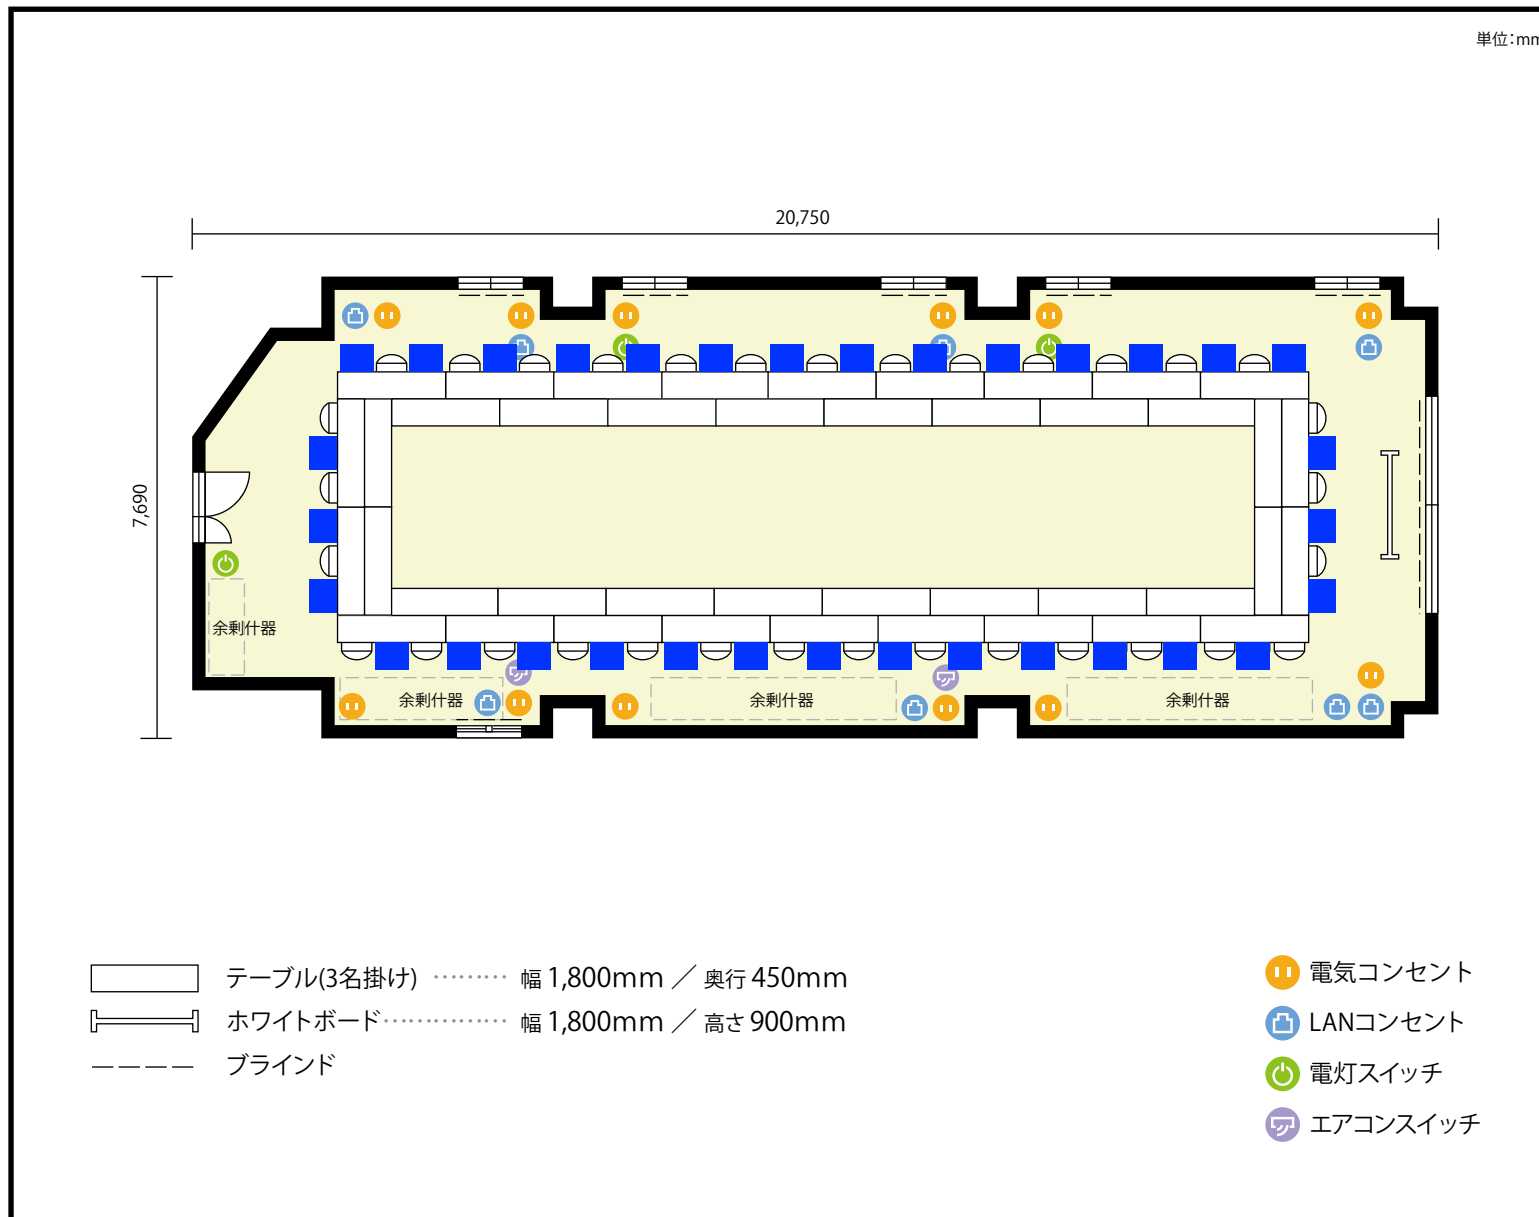 単位:mm
20,750
7,690
余剰什器
余剰什器
余剰什器
余剰什器
テーブル(3名掛け) ········· 幅 1,800mm ／ 奥行 450mm
ホワイトボード··············· 幅 1,800mm ／ 高さ 900mm
ブラインド
電気コンセント
LANコンセント
電灯スイッチ
エアコンスイッチ